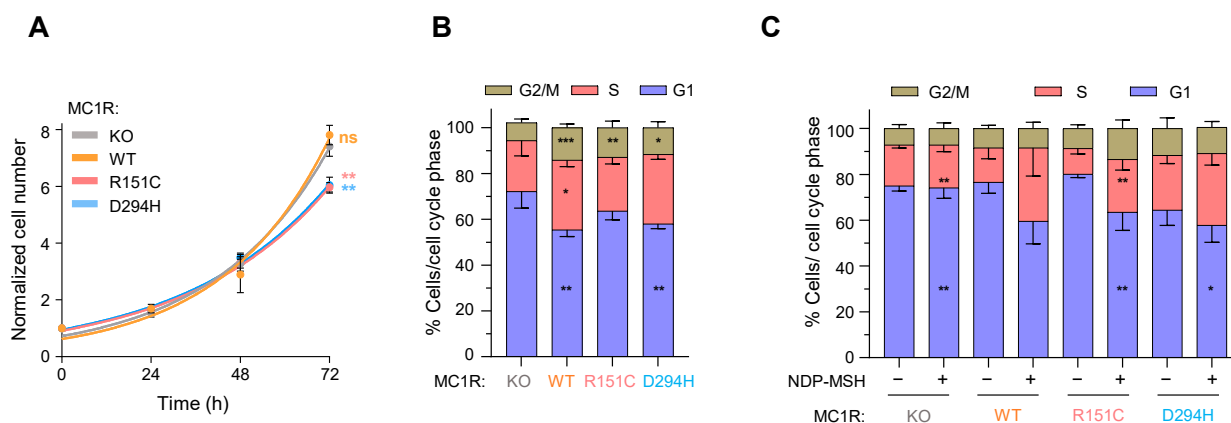 A
MC1R:
KO
WT
R151C
D294H
Normalized cell number
8
6
4
2
0
0 24 48 72
Time (h)
ns
**
**
B
G2/M S G1
% Cells/cell cycle phase
100
80
60
40
20
0
*** ** *
*
** **
MC1R: KO WT R151C D294H
C
G2/M S G1
% Cells/ cell cycle phase
100
80
60
40
20
0
** **
** ** *
NDP-MSH − + − + − + − +
MC1R: KO WT R151C D294H